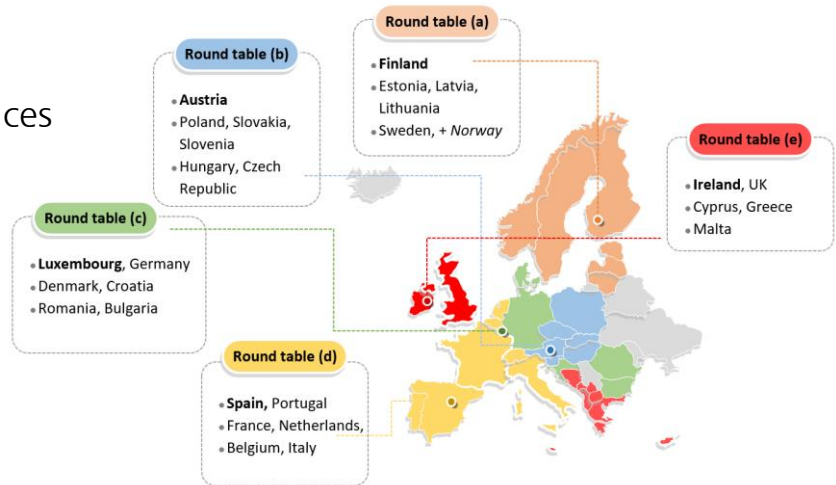 ces
Round table (a)
Finland
Estonia, Latvia,
Lithuania
Sweden, + Norway
Round table (b)
Austria
Poland, Slovakia,
Slovenia
Hungary, Czech
Republic
Round table (e)
Ireland, UK
Cyprus, Greece
Malta
Round table (c)
Luxembourg, Germany
Denmark, Croatia
Romania, Bulgaria
Round table (d)
Spain, Portugal
France, Netherlands,
Belgium, Italy